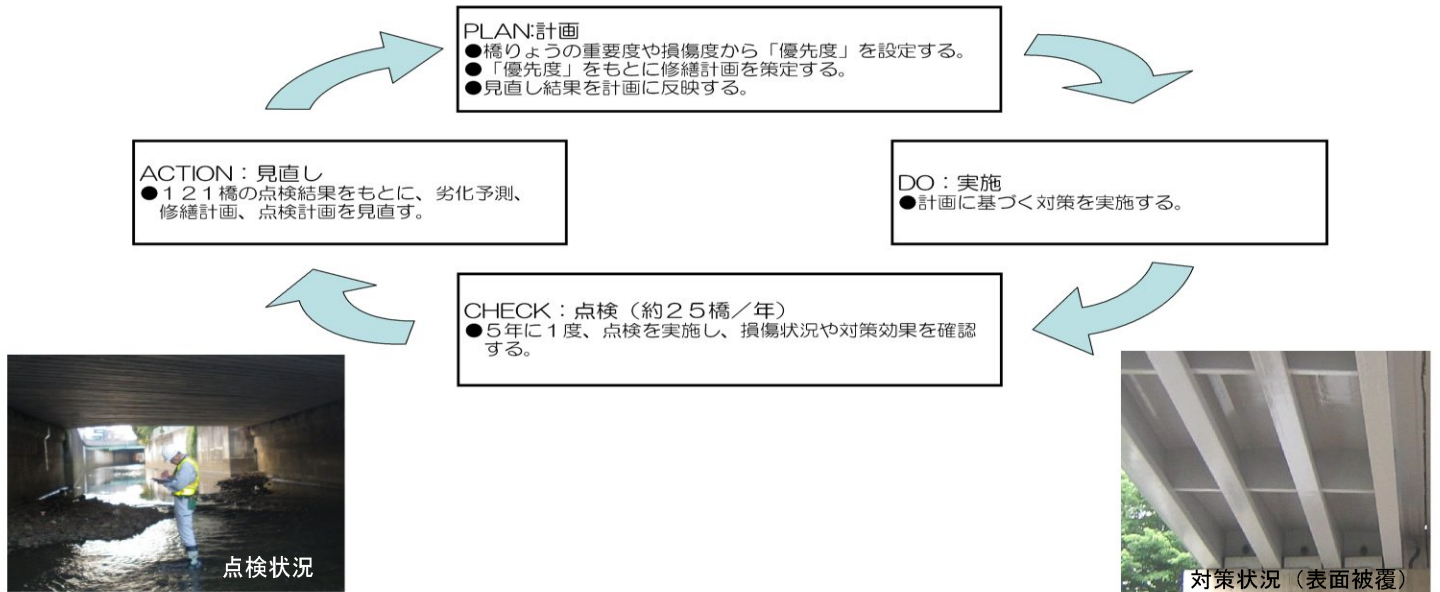 PLAN:計画
●橋りょうの重要度や損傷度から「優先度」を設定する。
●「優先度」をもとに修繕計画を策定する。
●見直し結果を計画に反映する。
ACTION：見直し
●１２１橋の点検結果をもとに、劣化予測、
修繕計画、点検計画を見直す。
DO：実施
●計画に基づく対策を実施する。
CHECK：点検（約２５橋／年）
●５年に１度、点検を実施し、損傷状況や対策効果を確認
する。
点検状況
対策状況（表面被覆）